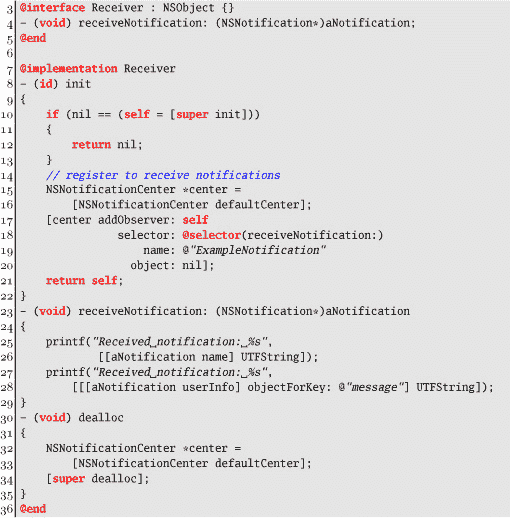 3 @interface Receiver : NSObject {}
4 - (void) receiveNotification: (NSNotification*)aNotification;
5 @end
6
7 @implementation Receiver
8 - (id) init
9 {
10     if (nil == (self = [super init]))
11     {
12         return nil;
13     }
14     // register to receive notifications
15     NSNotificationCenter *center =
16         [NSNotificationCenter defaultCenter];
17     [center addObserver: self
18                selector: @selector(receiveNotification:)
19                    name: @"ExampleNotification"
20                  object: nil];
21     return self;
22 }
23 - (void) receiveNotification: (NSNotification*)aNotification
24 {
25     printf("Received␣notification:␣%s",
26             [[aNotification name] UTFString]);
27     printf("Received␣notification:␣%s",
28         [[[aNotification userInfo] objectForKey: @"message"] UTFString]);
29 }
30 - (void) dealloc
31 {
32     NSNotificationCenter *center =
33         [NSNotificationCenter defaultCenter];
34     [super dealloc];
35 }
36 @end